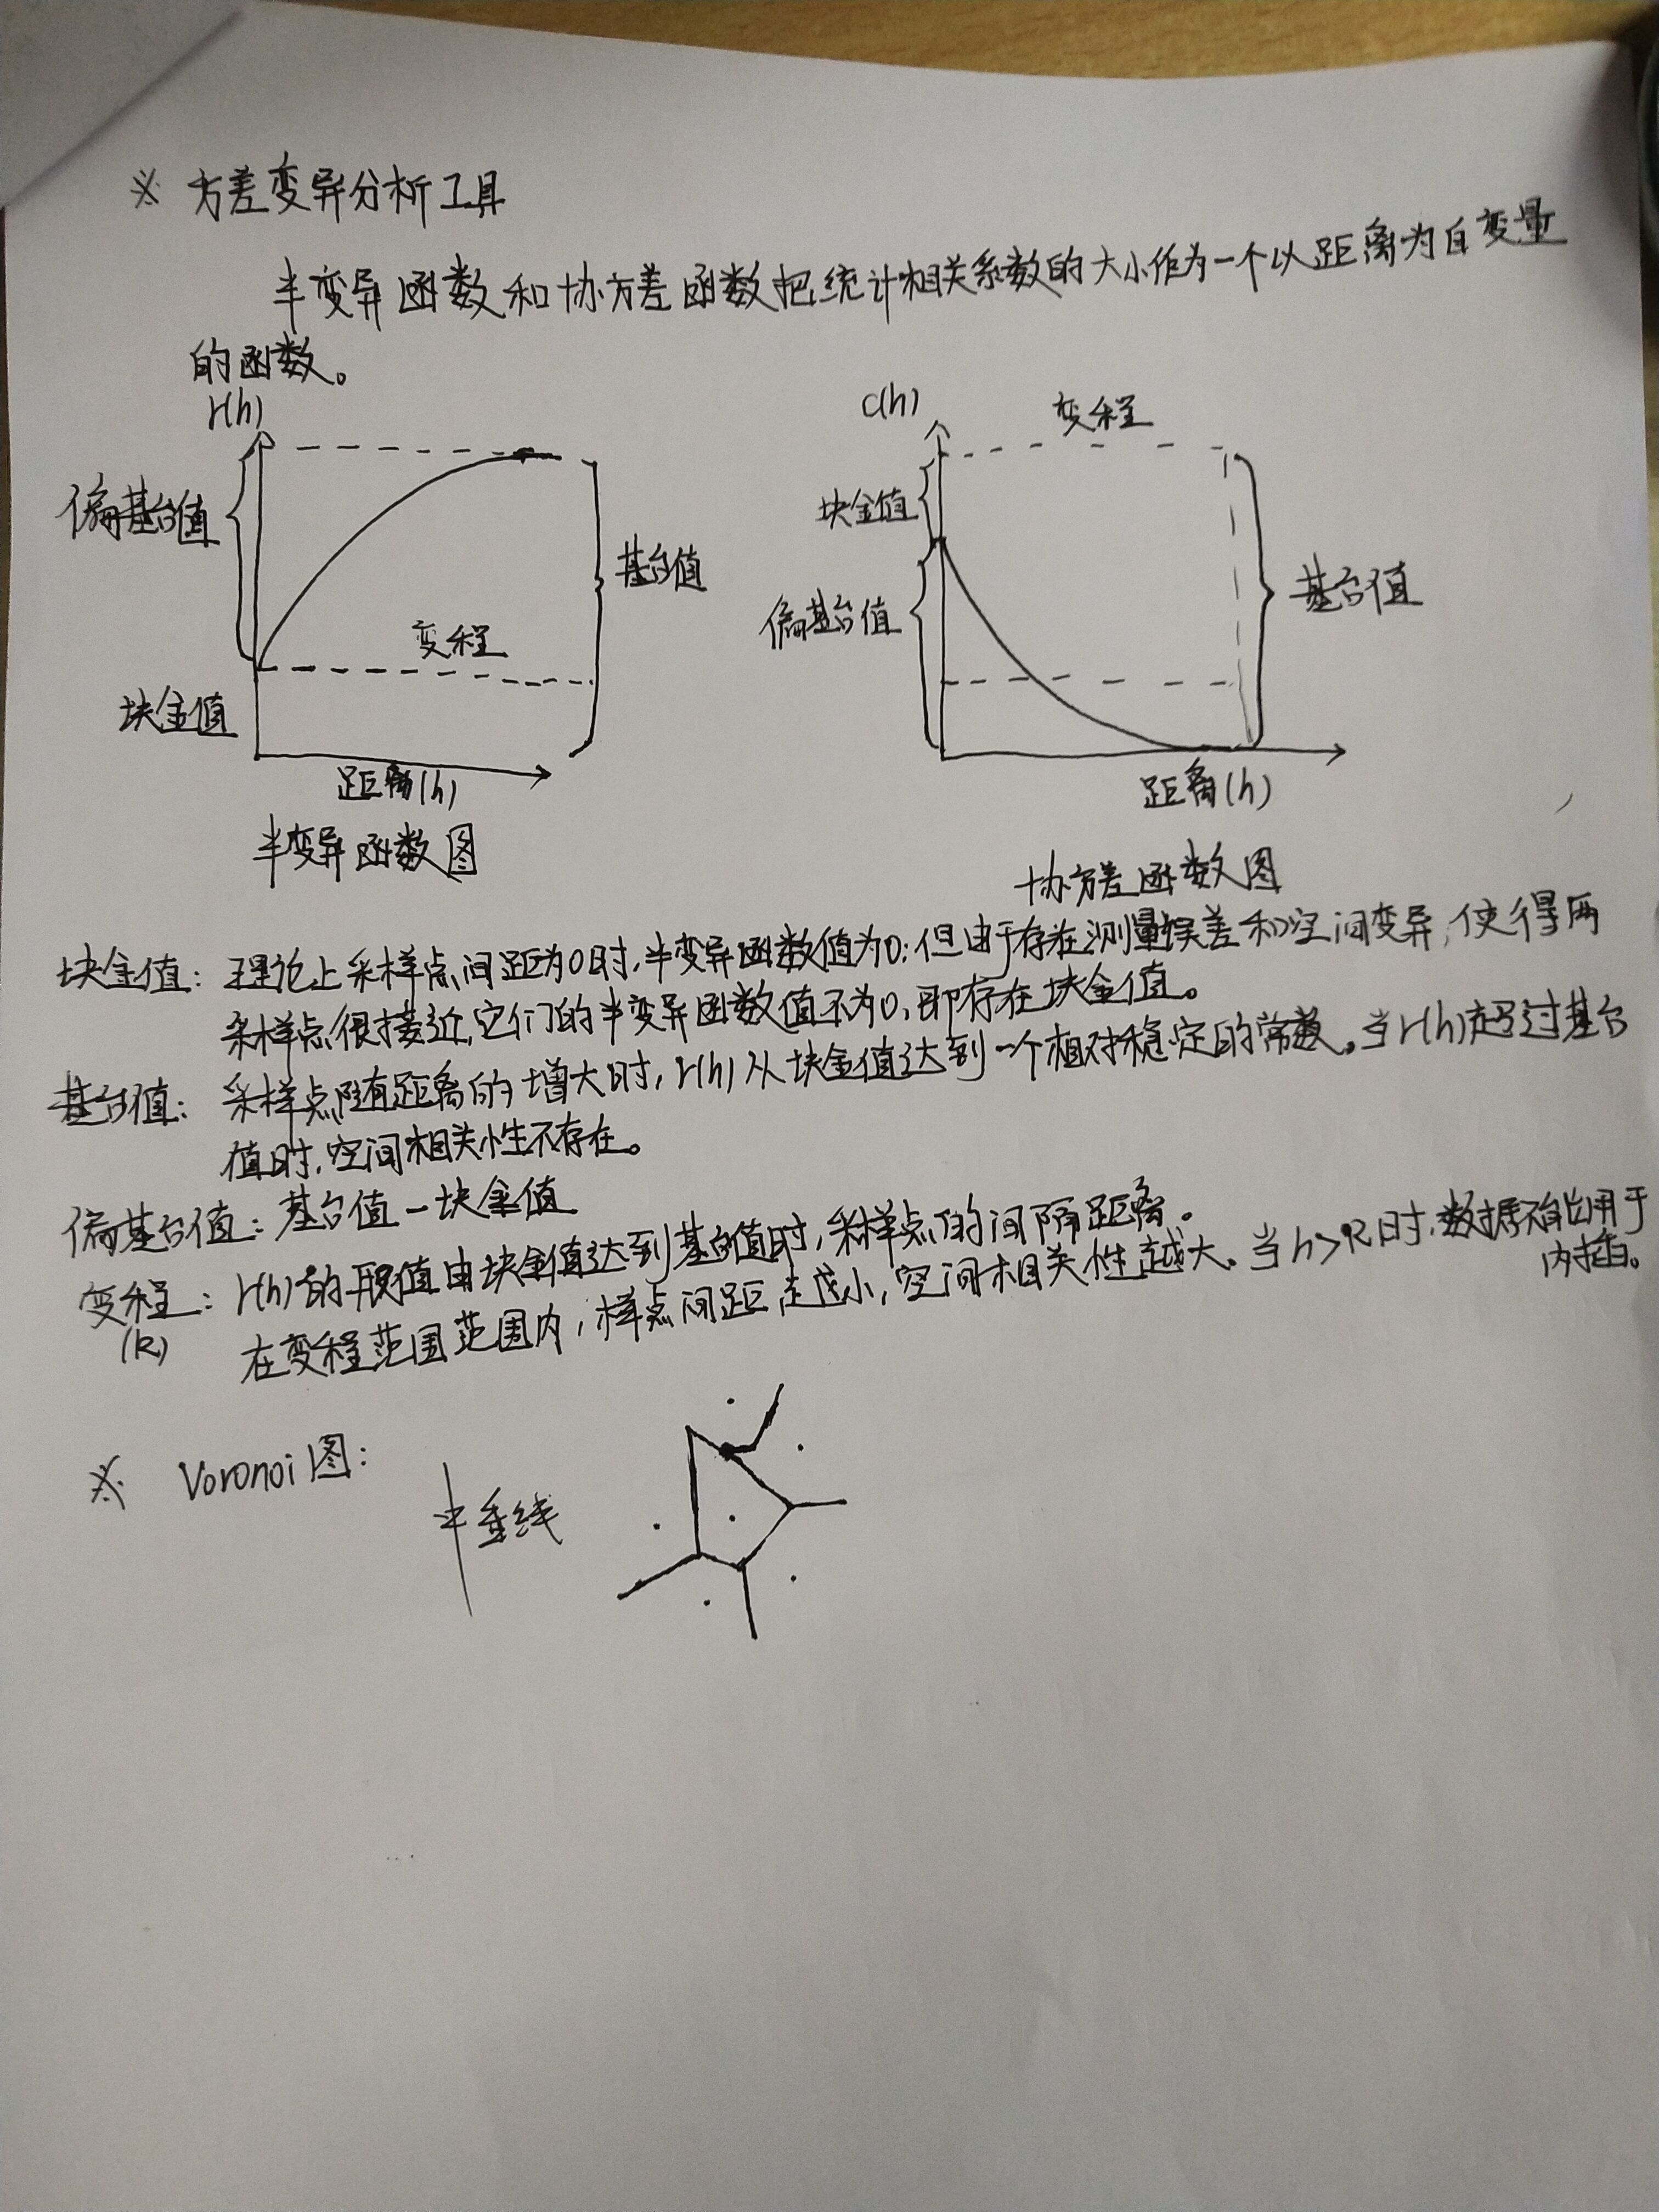 ※ 方差变异分析工具
半变异函数和协方差函数把统计相关系数的大小作为一个以距离为自变量
的函数。
r(h)
偏基台值
基台值
变程
块金值
距离(h)
半变异函数图
c(h)
变程
块金值
偏基台值
基台值
距离(h)
协方差函数图
块金值：理论上采样点间距为0时,半变异函数值为0;但由于存在测量误差和空间变异,使得两
采样点很接近,它们的半变异函数值不为0,即存在块金值。
基台值：采样点随距离的增大时,r(h)从块金值达到一个相对稳定的常数。当r(h)超过基台
值时,空间相关性不存在。
偏基台值：基台值-块金值
变程：r(h)的取值由块金值达到基台值时,采样点的间隔距离。
(R) 在变程范围范围内,样点间距越小,空间相关性越大。当h>R时,数据不能用于
内插。
※ Voronoi图:
半垂线